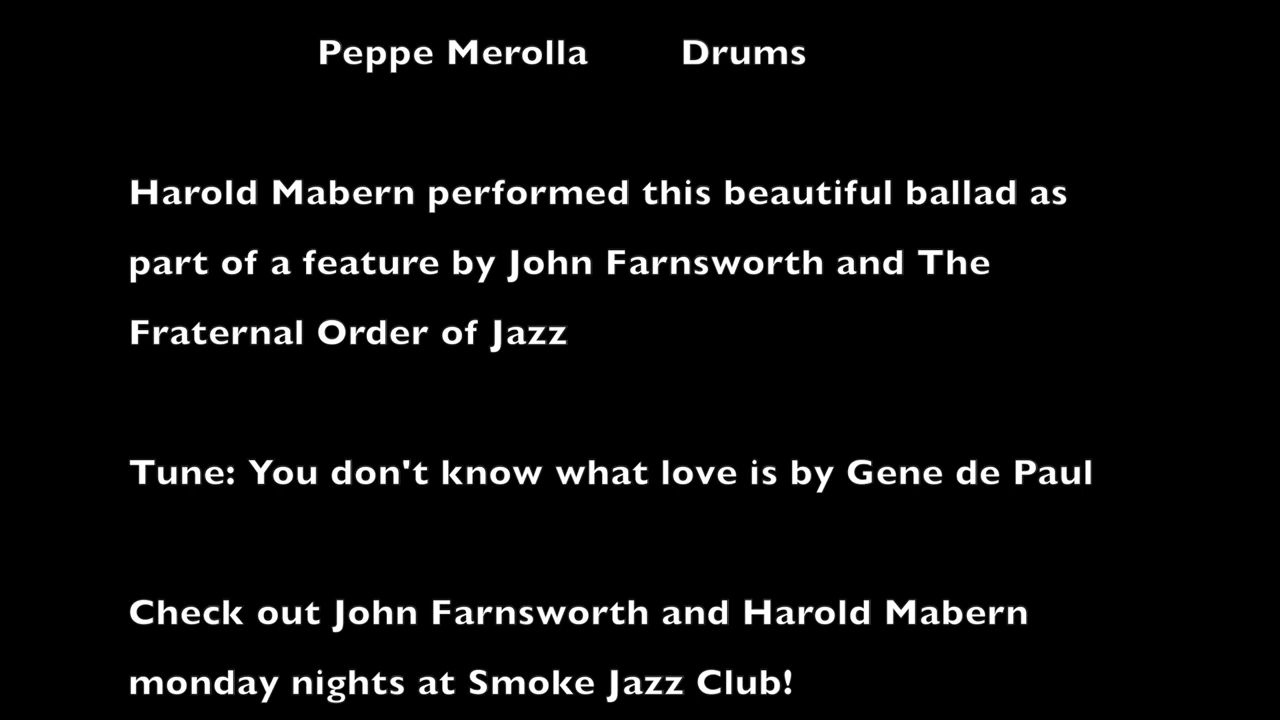 Peppe Merolla Drums
Harold Mabern performed this beautiful ballad as
part of a feature by John Farnsworth and The
Fraternal Order of Jazz
Tune: You don't know what love is by Gene de Paul
Check out John Farnsworth and Harold Mabern
monday nights at Smoke Jazz Club!